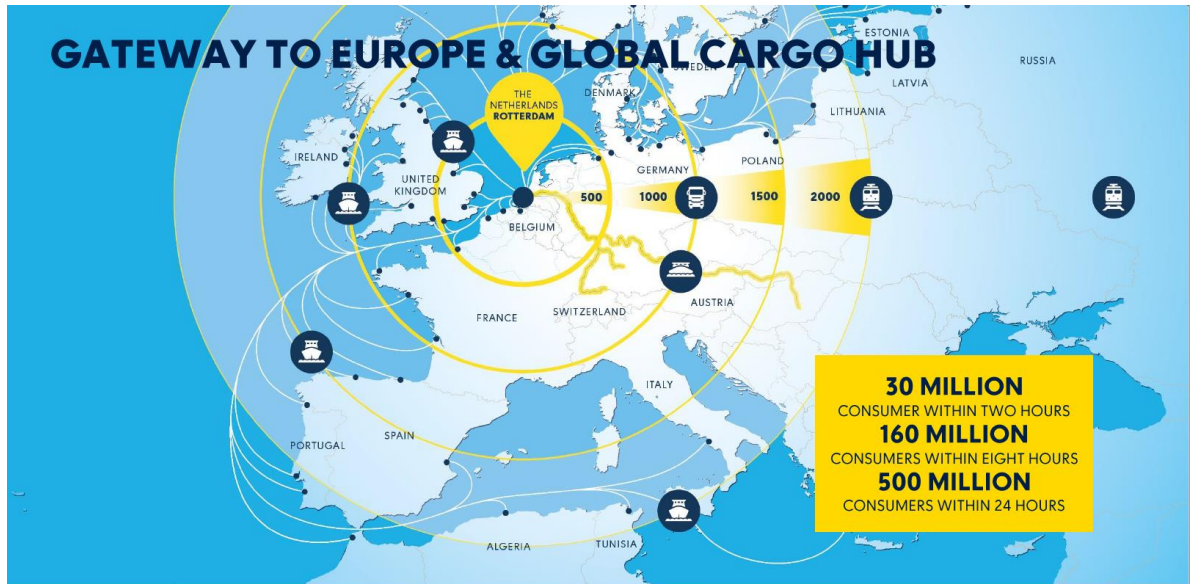 GATEWAY TO EUROPE & GLOBAL CARGO HUB
ESTONIA
RUSSIA
SWEDEN
LATVIA
THE
NETHERLANDS
ROTTERDAM
DENMARK
LITHUANIA
IRELAND
UNITED
KINGDOM
GERMANY
POLAND
500
1000
1500
2000
BELGIUM
FRANCE
SWITZERLAND
AUSTRIA
ITALY
PORTUGAL
SPAIN
ALGERIA
TUNISIA
30 MILLION
CONSUMER WITHIN TWO HOURS
160 MILLION
CONSUMERS WITHIN EIGHT HOURS
500 MILLION
CONSUMERS WITHIN 24 HOURS